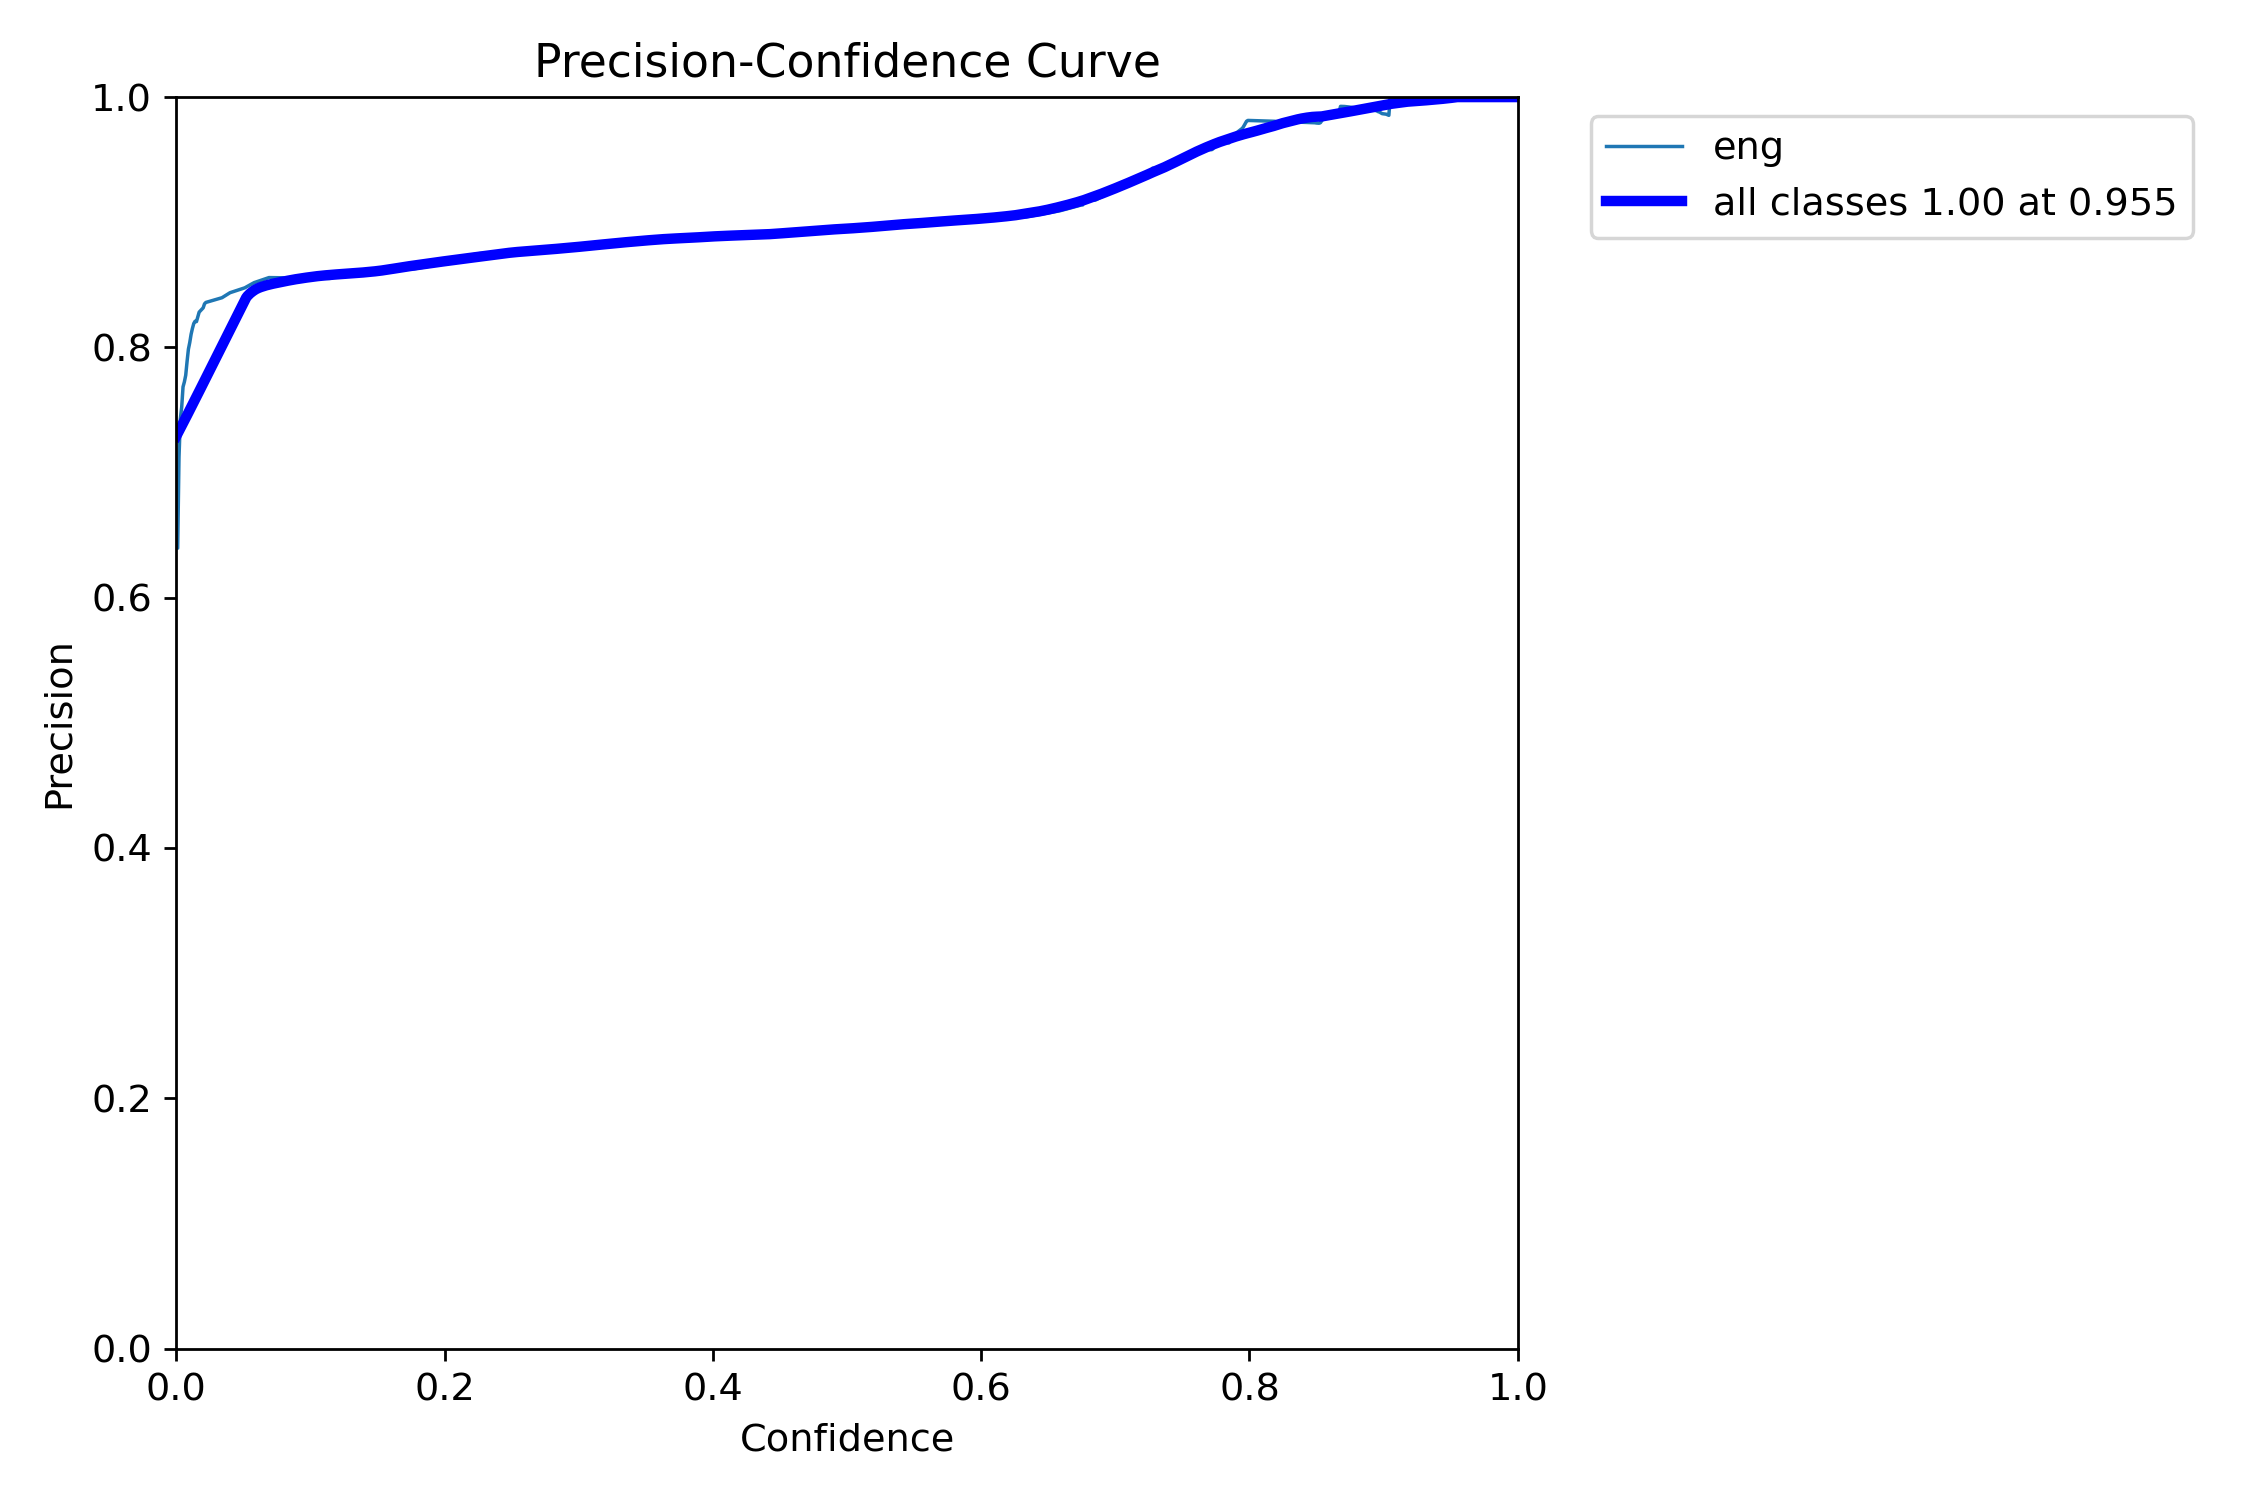 Precision-Confidence Curve
1.0
0.8
0.6
0.4
0.2
0.0
Precision
0.0 0.2 0.4 0.6 0.8 1.0
Confidence
eng
all classes 1.00 at 0.955